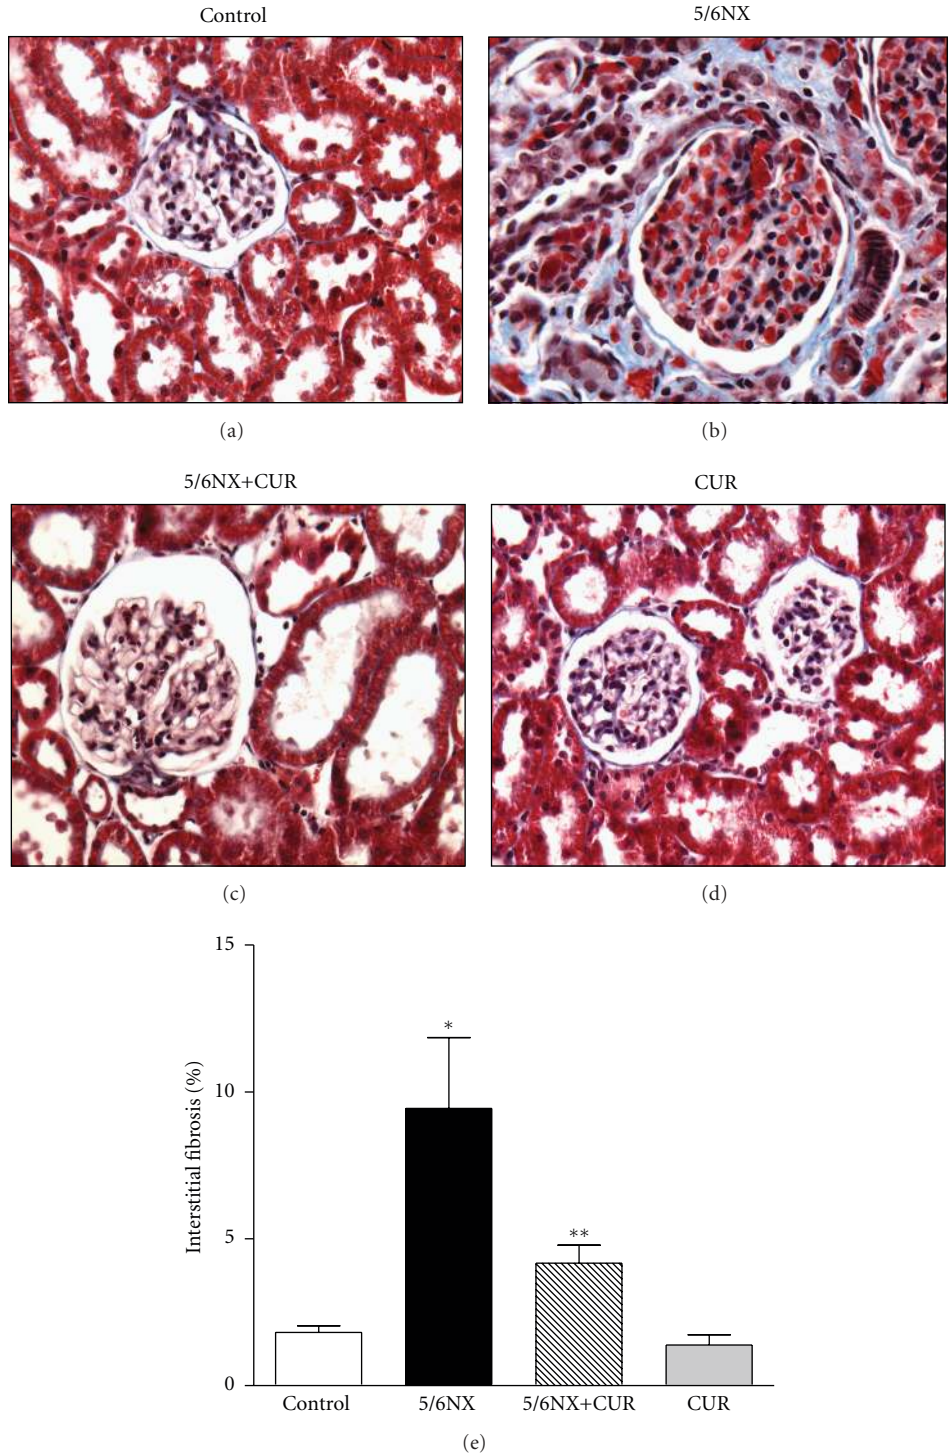 Control
5/6NX
(a)
(b)
5/6NX+CUR
CUR
(c)
(d)
15
10
5
0
Interstitial fibrosis (%)
*
**
Control
5/6NX
5/6NX+CUR
CUR
(e)